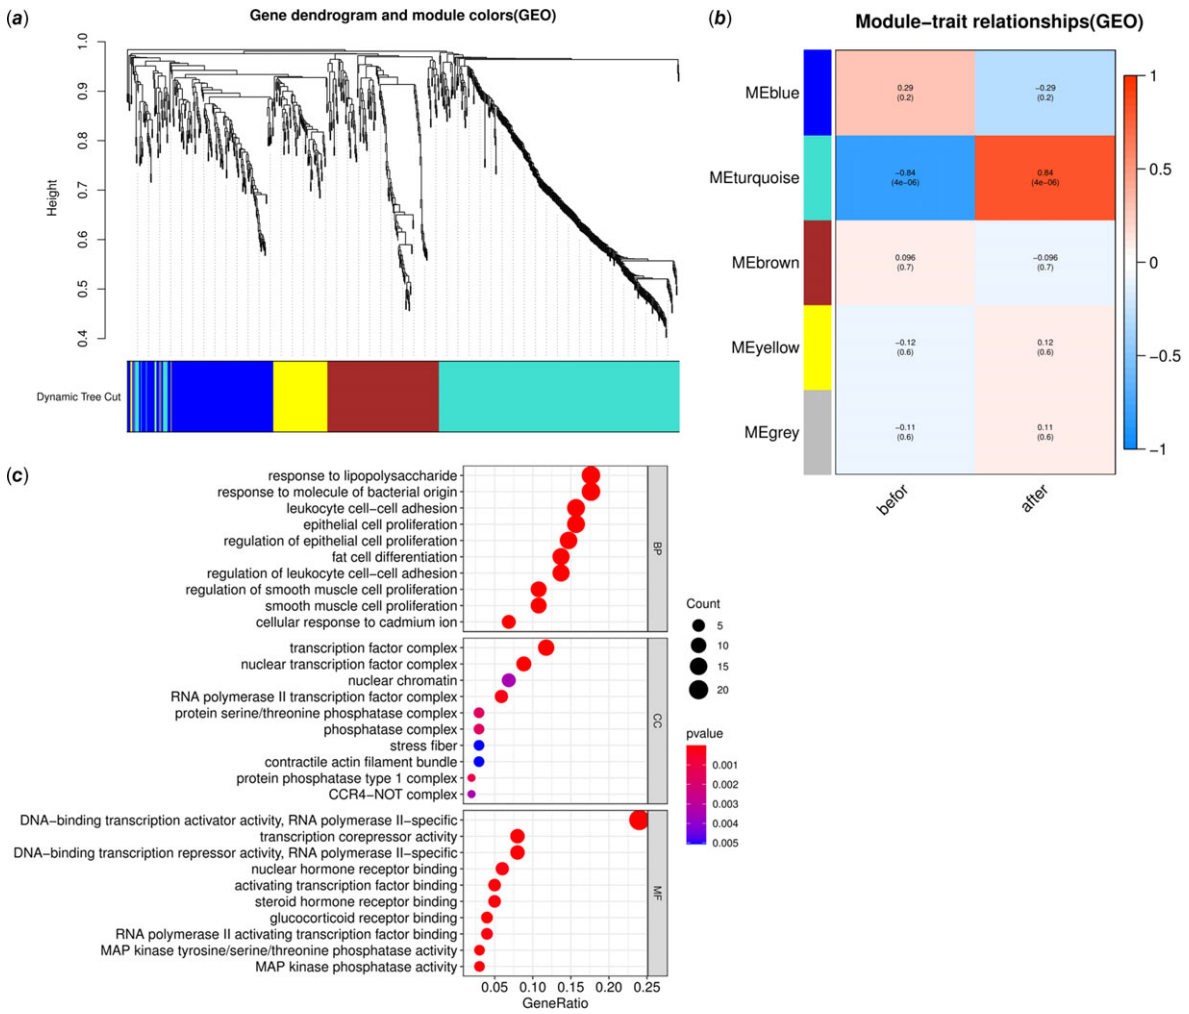 (a)
Gene dendrogram and module colors(GEO)
Height
1.0
0.9
0.8
0.7
0.6
0.5
0.4
Dynamic Tree Cut
(b)
Module−trait relationships(GEO)
MEblue
0.29
(0.2)
−0.29
(0.2)
MEturquoise
−0.84
(4e−06)
0.84
(4e−06)
MEbrown
0.096
(0.7)
−0.096
(0.7)
MEyellow
−0.12
(0.6)
0.12
(0.6)
MEgrey
−0.11
(0.6)
0.11
(0.6)
befor
after
1
0.5
0
−0.5
−1
(c)
response to lipopolysaccharide
response to molecule of bacterial origin
leukocyte cell−cell adhesion
epithelial cell proliferation
regulation of epithelial cell proliferation
fat cell differentiation
regulation of leukocyte cell−cell adhesion
regulation of smooth muscle cell proliferation
smooth muscle cell proliferation
cellular response to cadmium ion
BP
transcription factor complex
nuclear transcription factor complex
nuclear chromatin
RNA polymerase II transcription factor complex
protein serine/threonine phosphatase complex
phosphatase complex
stress fiber
contractile actin filament bundle
protein phosphatase type 1 complex
CCR4−NOT complex
CC
DNA−binding transcription activator activity, RNA polymerase II−specific
transcription corepressor activity
DNA−binding transcription repressor activity, RNA polymerase II−specific
nuclear hormone receptor binding
activating transcription factor binding
steroid hormone receptor binding
glucocorticoid receptor binding
RNA polymerase II activating transcription factor binding
MAP kinase tyrosine/serine/threonine phosphatase activity
MAP kinase phosphatase activity
MF
0.05 0.10 0.15 0.20 0.25
GeneRatio
Count
5
10
15
20
pvalue
0.001
0.002
0.003
0.004
0.005